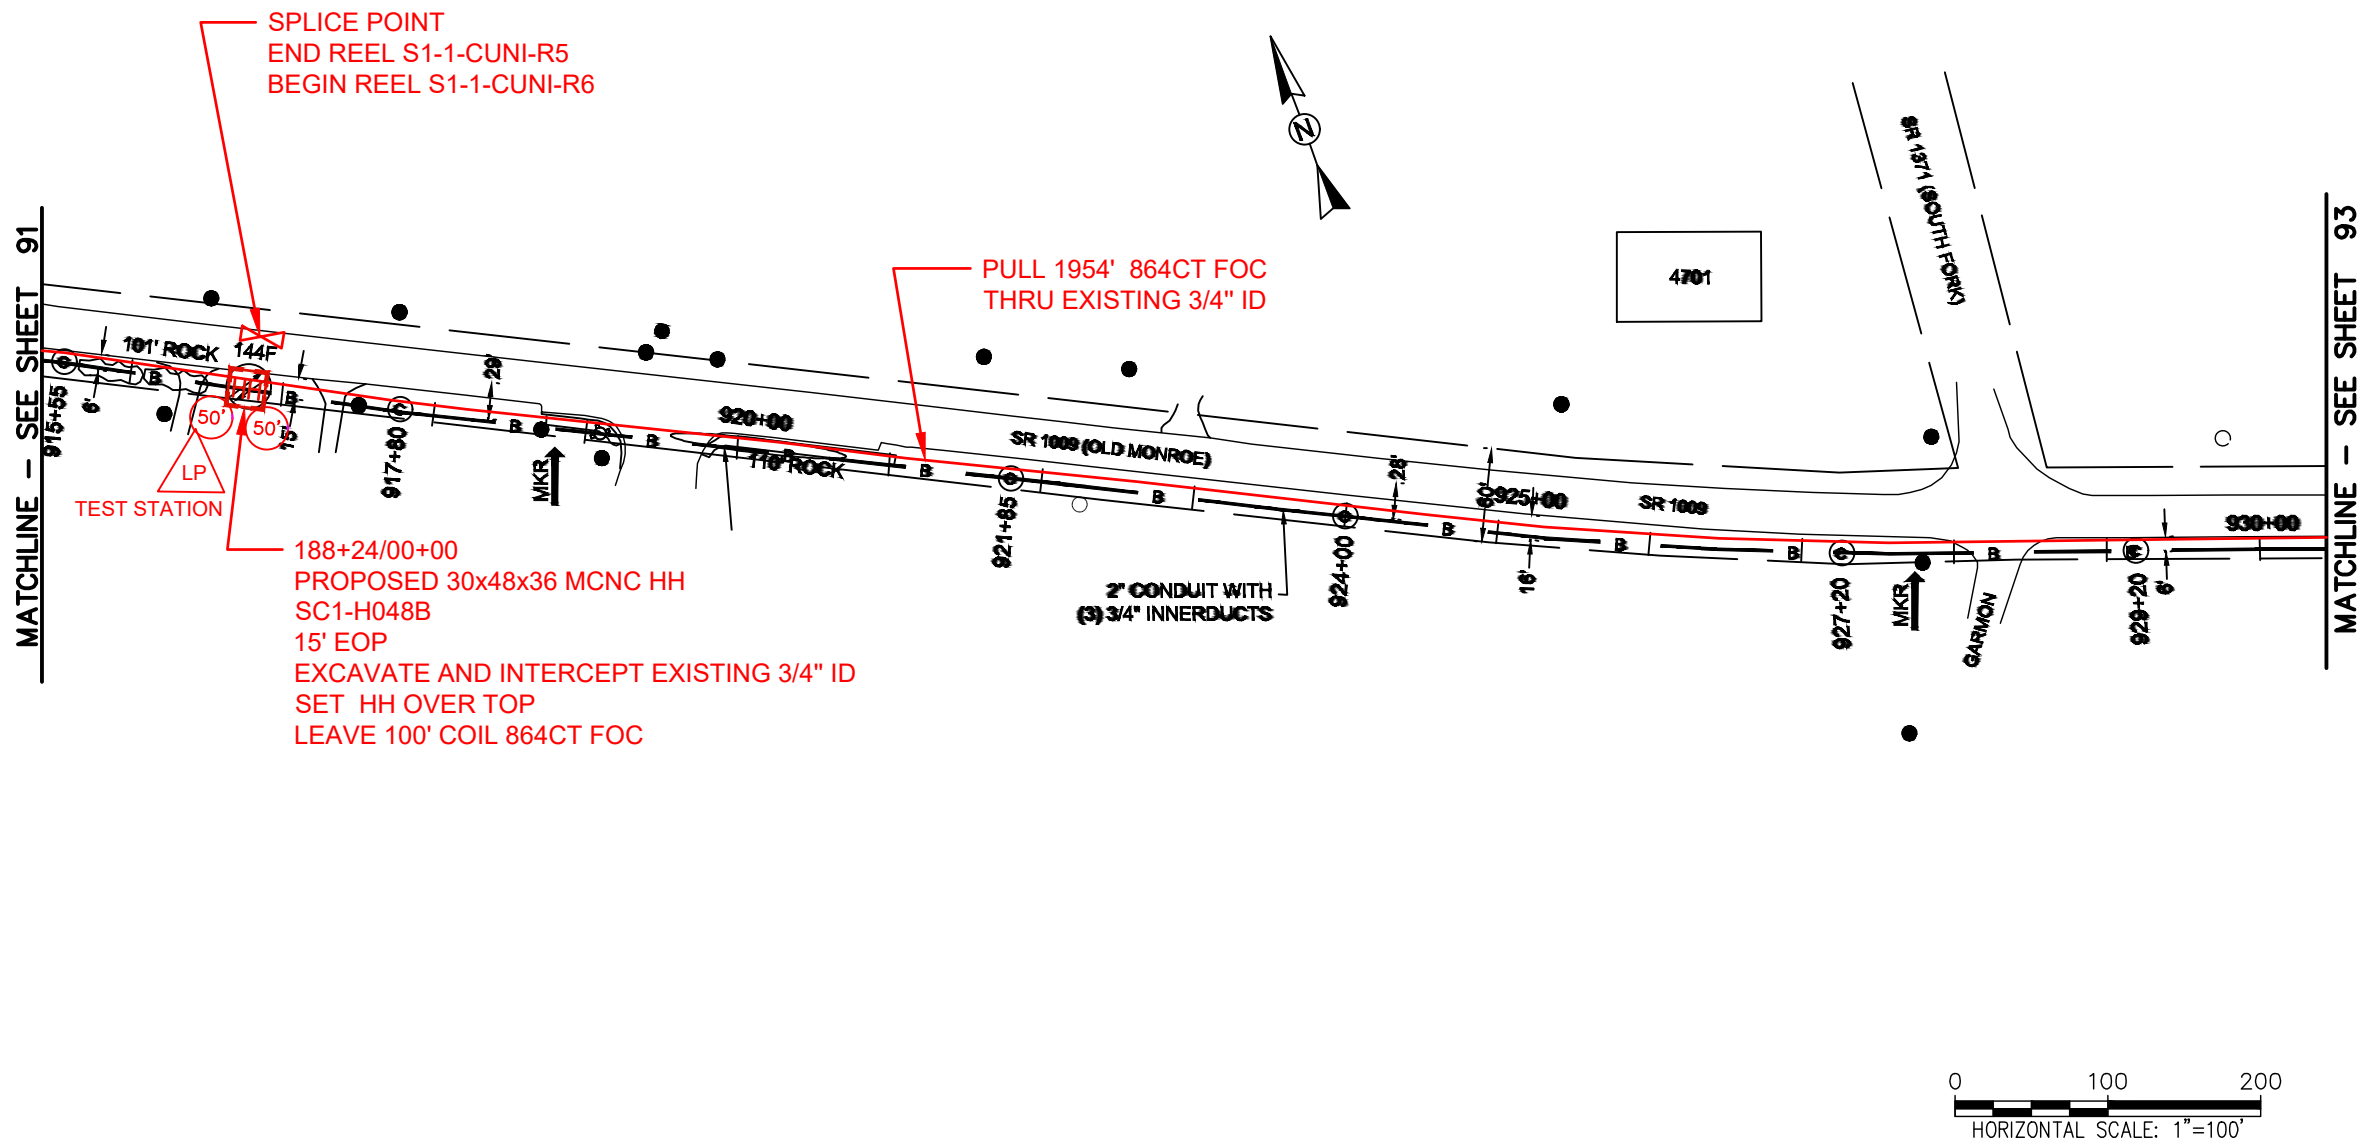 SPLICE POINT
END REEL S1-1-CUNI-R5
BEGIN REEL S1-1-CUNI-R6
N
SR 1371 (SOUTH FORK)
MATCHLINE – SEE SHEET 91
MATCHLINE – SEE SHEET 93
PULL 1954' 864CT FOC
THRU EXISTING 3/4" ID
4701
101' ROCK
144F
HH
B
B
6'
915+55
50'
50'
15'
LP
TEST STATION
C
917+80
29'
B
MKR
B
920+00
110' ROCK
B
SR 1009 (OLD MONROE)
921+85
B
2" CONDUIT WITH
(3) 3/4" INNERDUCTS
924+00
28'
B
60'
925+00
16'
B
SR 1009
B
927+20
MKR
B
GARMON
C
929+20
6'
930+00
188+24/00+00
PROPOSED 30x48x36 MCNC HH
SC1-H048B
15' EOP
EXCAVATE AND INTERCEPT EXISTING 3/4" ID
SET HH OVER TOP
LEAVE 100' COIL 864CT FOC
0 100 200
HORIZONTAL SCALE: 1"=100'